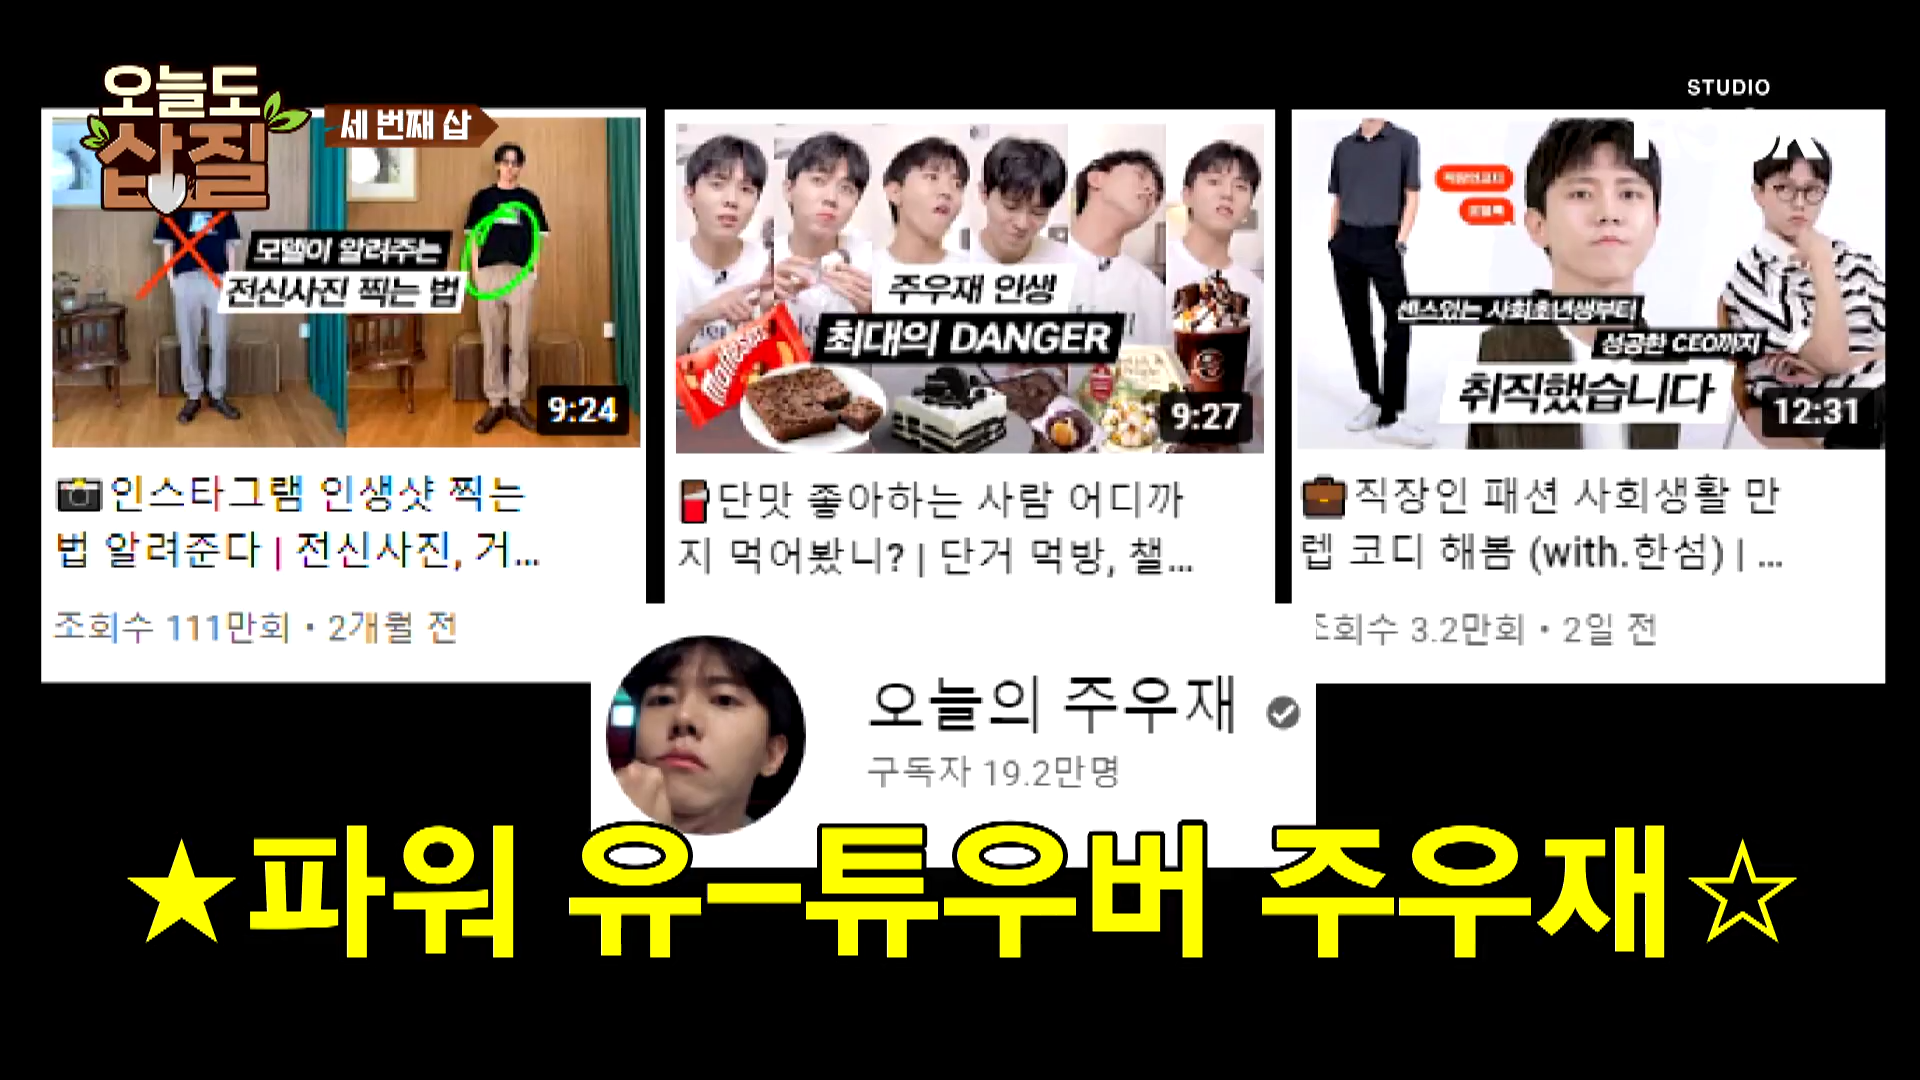 오늘도
삽질
세 번째 삽
STUDIO
모델이 알려주는
전신사진 찍는 법
9:24
📷인스타그램 인생샷 찍는
법 알려준다 | 전신사진, 거...
조회수 111만회 • 2개월 전
주우재 인생
최대의 DANGER
Maltesers
9:27
🍫단맛 좋아하는 사람 어디까
지 먹어봤니? | 단거 먹방, 챌...
센스있는 사회초년생부터
성공한 CEO까지
취직했습니다
12:31
💼직장인 패션 사회생활 만
렙 코디 해봄 (with.한섬) | ...
조회수 3.2만회 • 2일 전
오늘의 주우재
구독자 19.2만명
★파워 유-튜우버 주우재☆